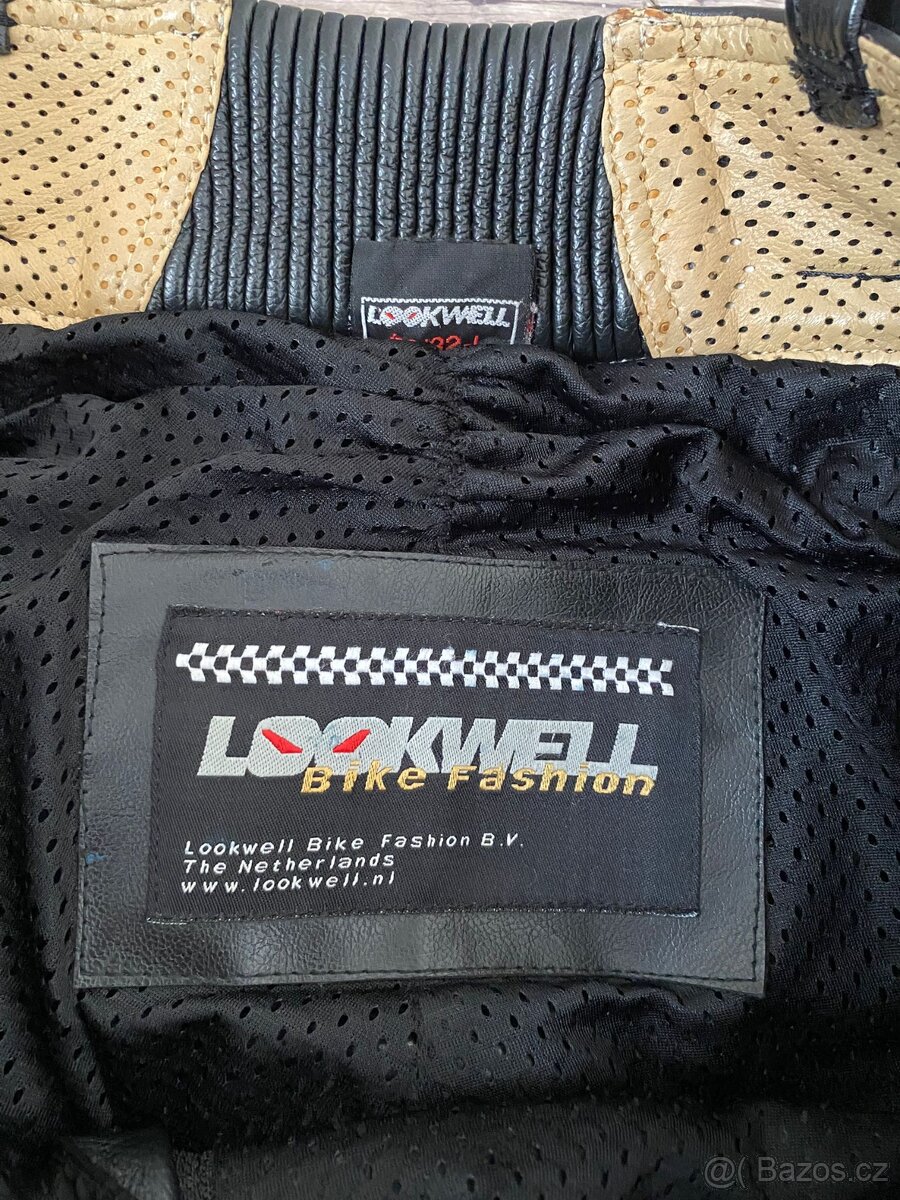 LOOKWELL
LOOKWELL
Bike Fashion
Lookwell Bike Fashion B.V.
The Netherlands
www.lookwell.nl
@( Bazos.cz